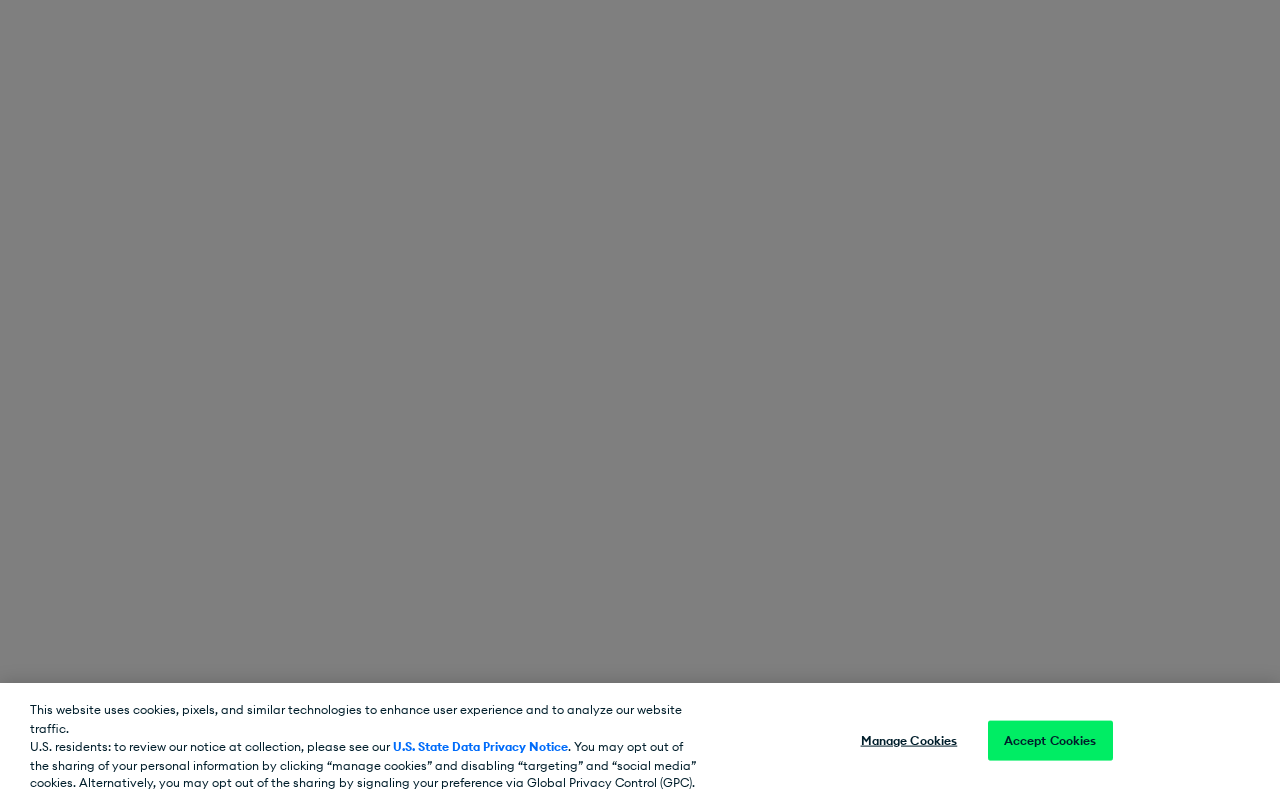 This website uses cookies, pixels, and similar technologies to enhance user experience and to analyze our website
traffic.
U.S. residents: to review our notice at collection, please see our U.S. State Data Privacy Notice. You may opt out of
the sharing of your personal information by clicking “manage cookies” and disabling “targeting” and “social media”
cookies. Alternatively, you may opt out of the sharing by signaling your preference via Global Privacy Control (GPC).
Manage Cookies
Accept Cookies